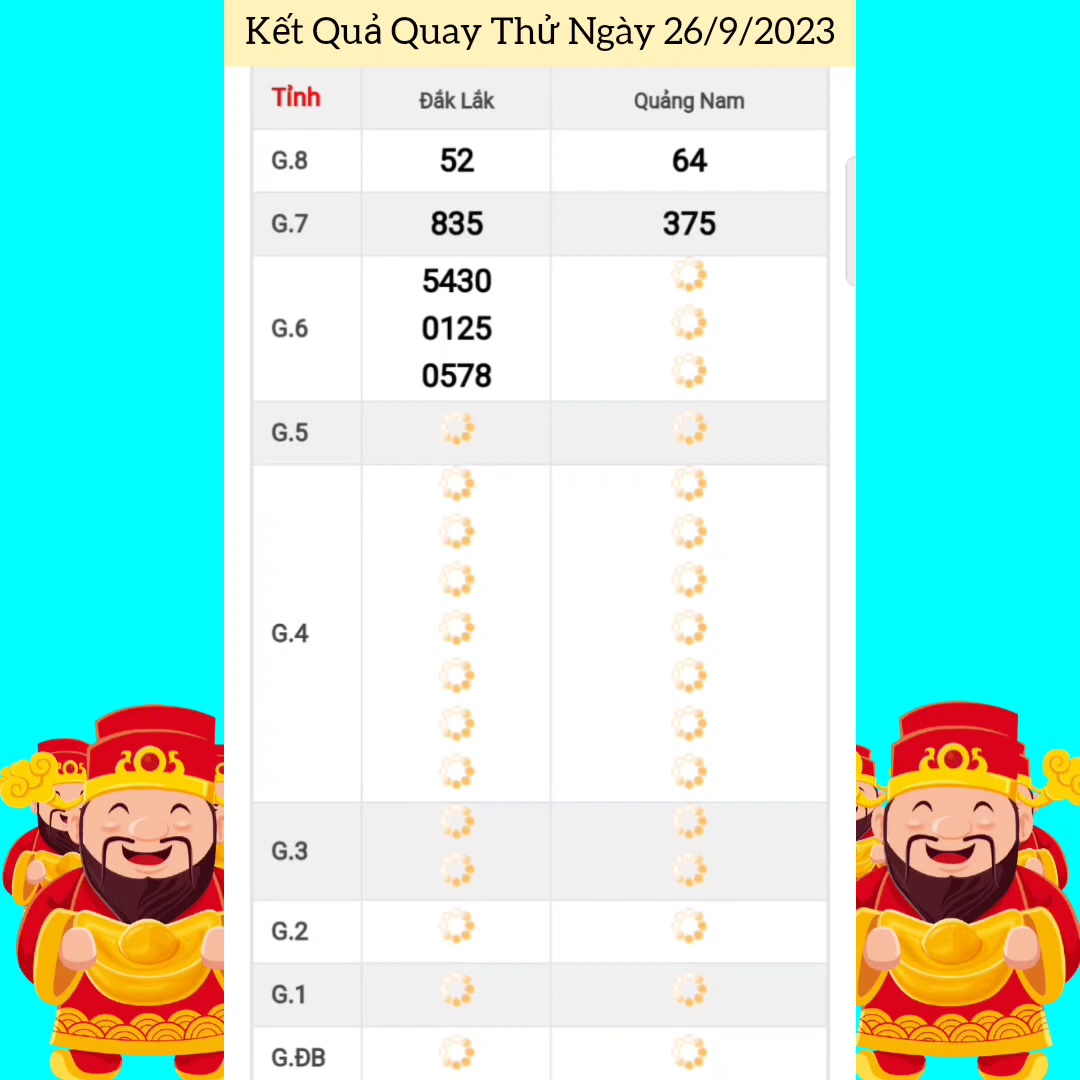 Kết Quả Quay Thử Ngày 26/9/2023
Tỉnh Đắk Lắk Quảng Nam
G.8 52 64
G.7 835 375
G.6 5430
0125
0578
G.5
G.4
G.3
G.2
G.1
G.ĐB